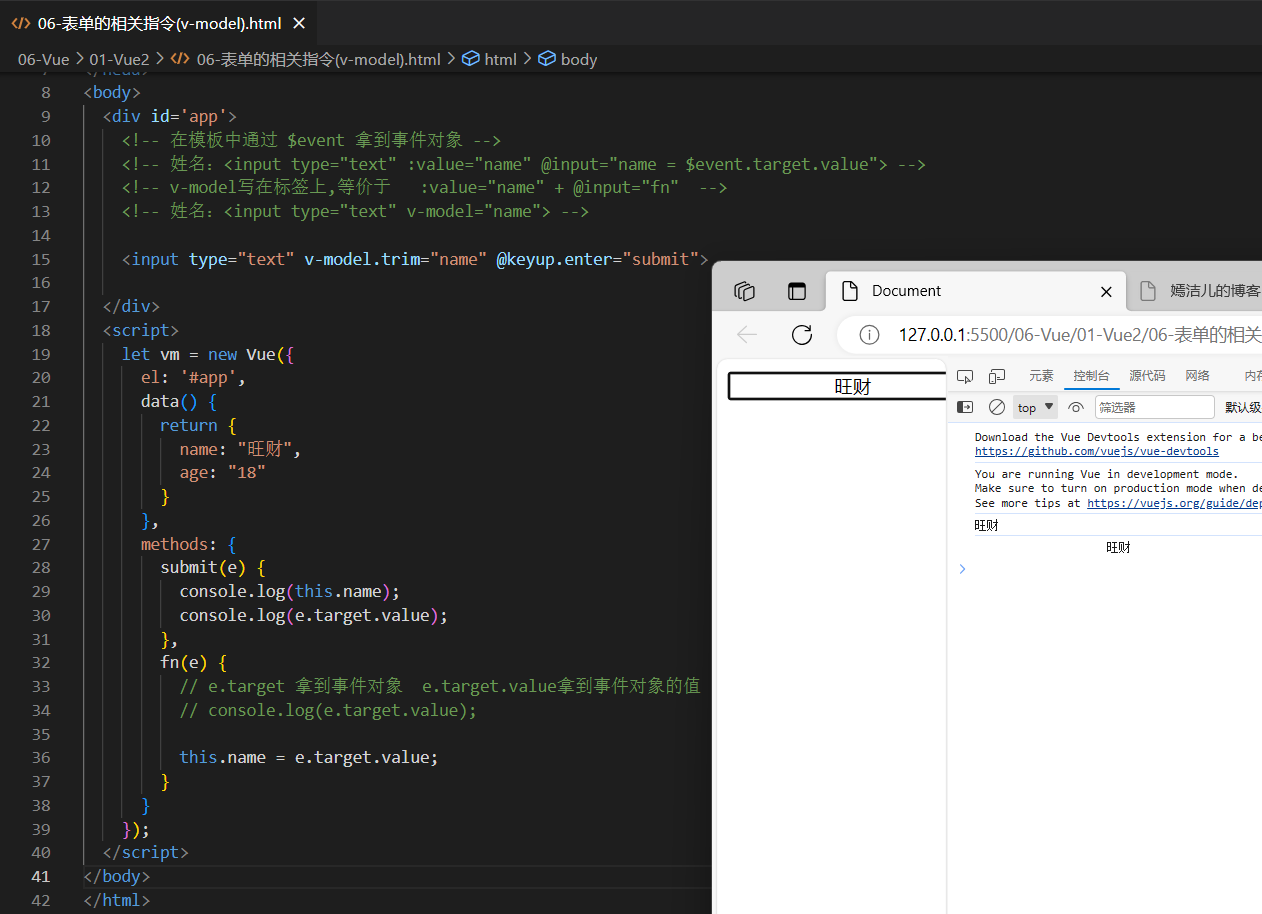 06-表单的相关指令(v-model).html
06-Vue > 01-Vue2 > 06-表单的相关指令(v-model).html > html > body
8 <body>
9 <div id='app'>
10 <!-- 在模板中通过 $event 拿到事件对象 -->
11 <!-- 姓名: <input type="text" :value="name" @input="name = $event.target.value"> -->
12 <!-- v-model写在标签上,等价于 :value="name" + @input="fn" -->
13 <!-- 姓名: <input type="text" v-model="name"> -->
14
15 <input type="text" v-model.trim="name" @keyup.enter="submit">
16
17 </div>
18 <script>
19 let vm = new Vue({
20 el: '#app',
21 data() {
22 return {
23 name: "旺财",
24 age: "18"
25 }
26 },
27 methods: {
28 submit(e) {
29 console.log(this.name);
30 console.log(e.target.value);
31 },
32 fn(e) {
33 // e.target 拿到事件对象 e.target.value拿到事件对象的值
34 // console.log(e.target.value);
35
36 this.name = e.target.value;
37 }
38 }
39 });
40 </script>
41 </body>
42 </html>
Document
嫣洁儿的博客
127.0.0.1:5500/06-Vue/01-Vue2/06-表单的相关
旺财
元素 控制台 源代码 网络 内存
top 筛选器 默认级
Download the Vue Devtools extension for a be
https://github.com/vuejs/vue-devtools
You are running Vue in development mode.
Make sure to turn on production mode when de
See more tips at https://vuejs.org/guide/dep
旺财
旺财